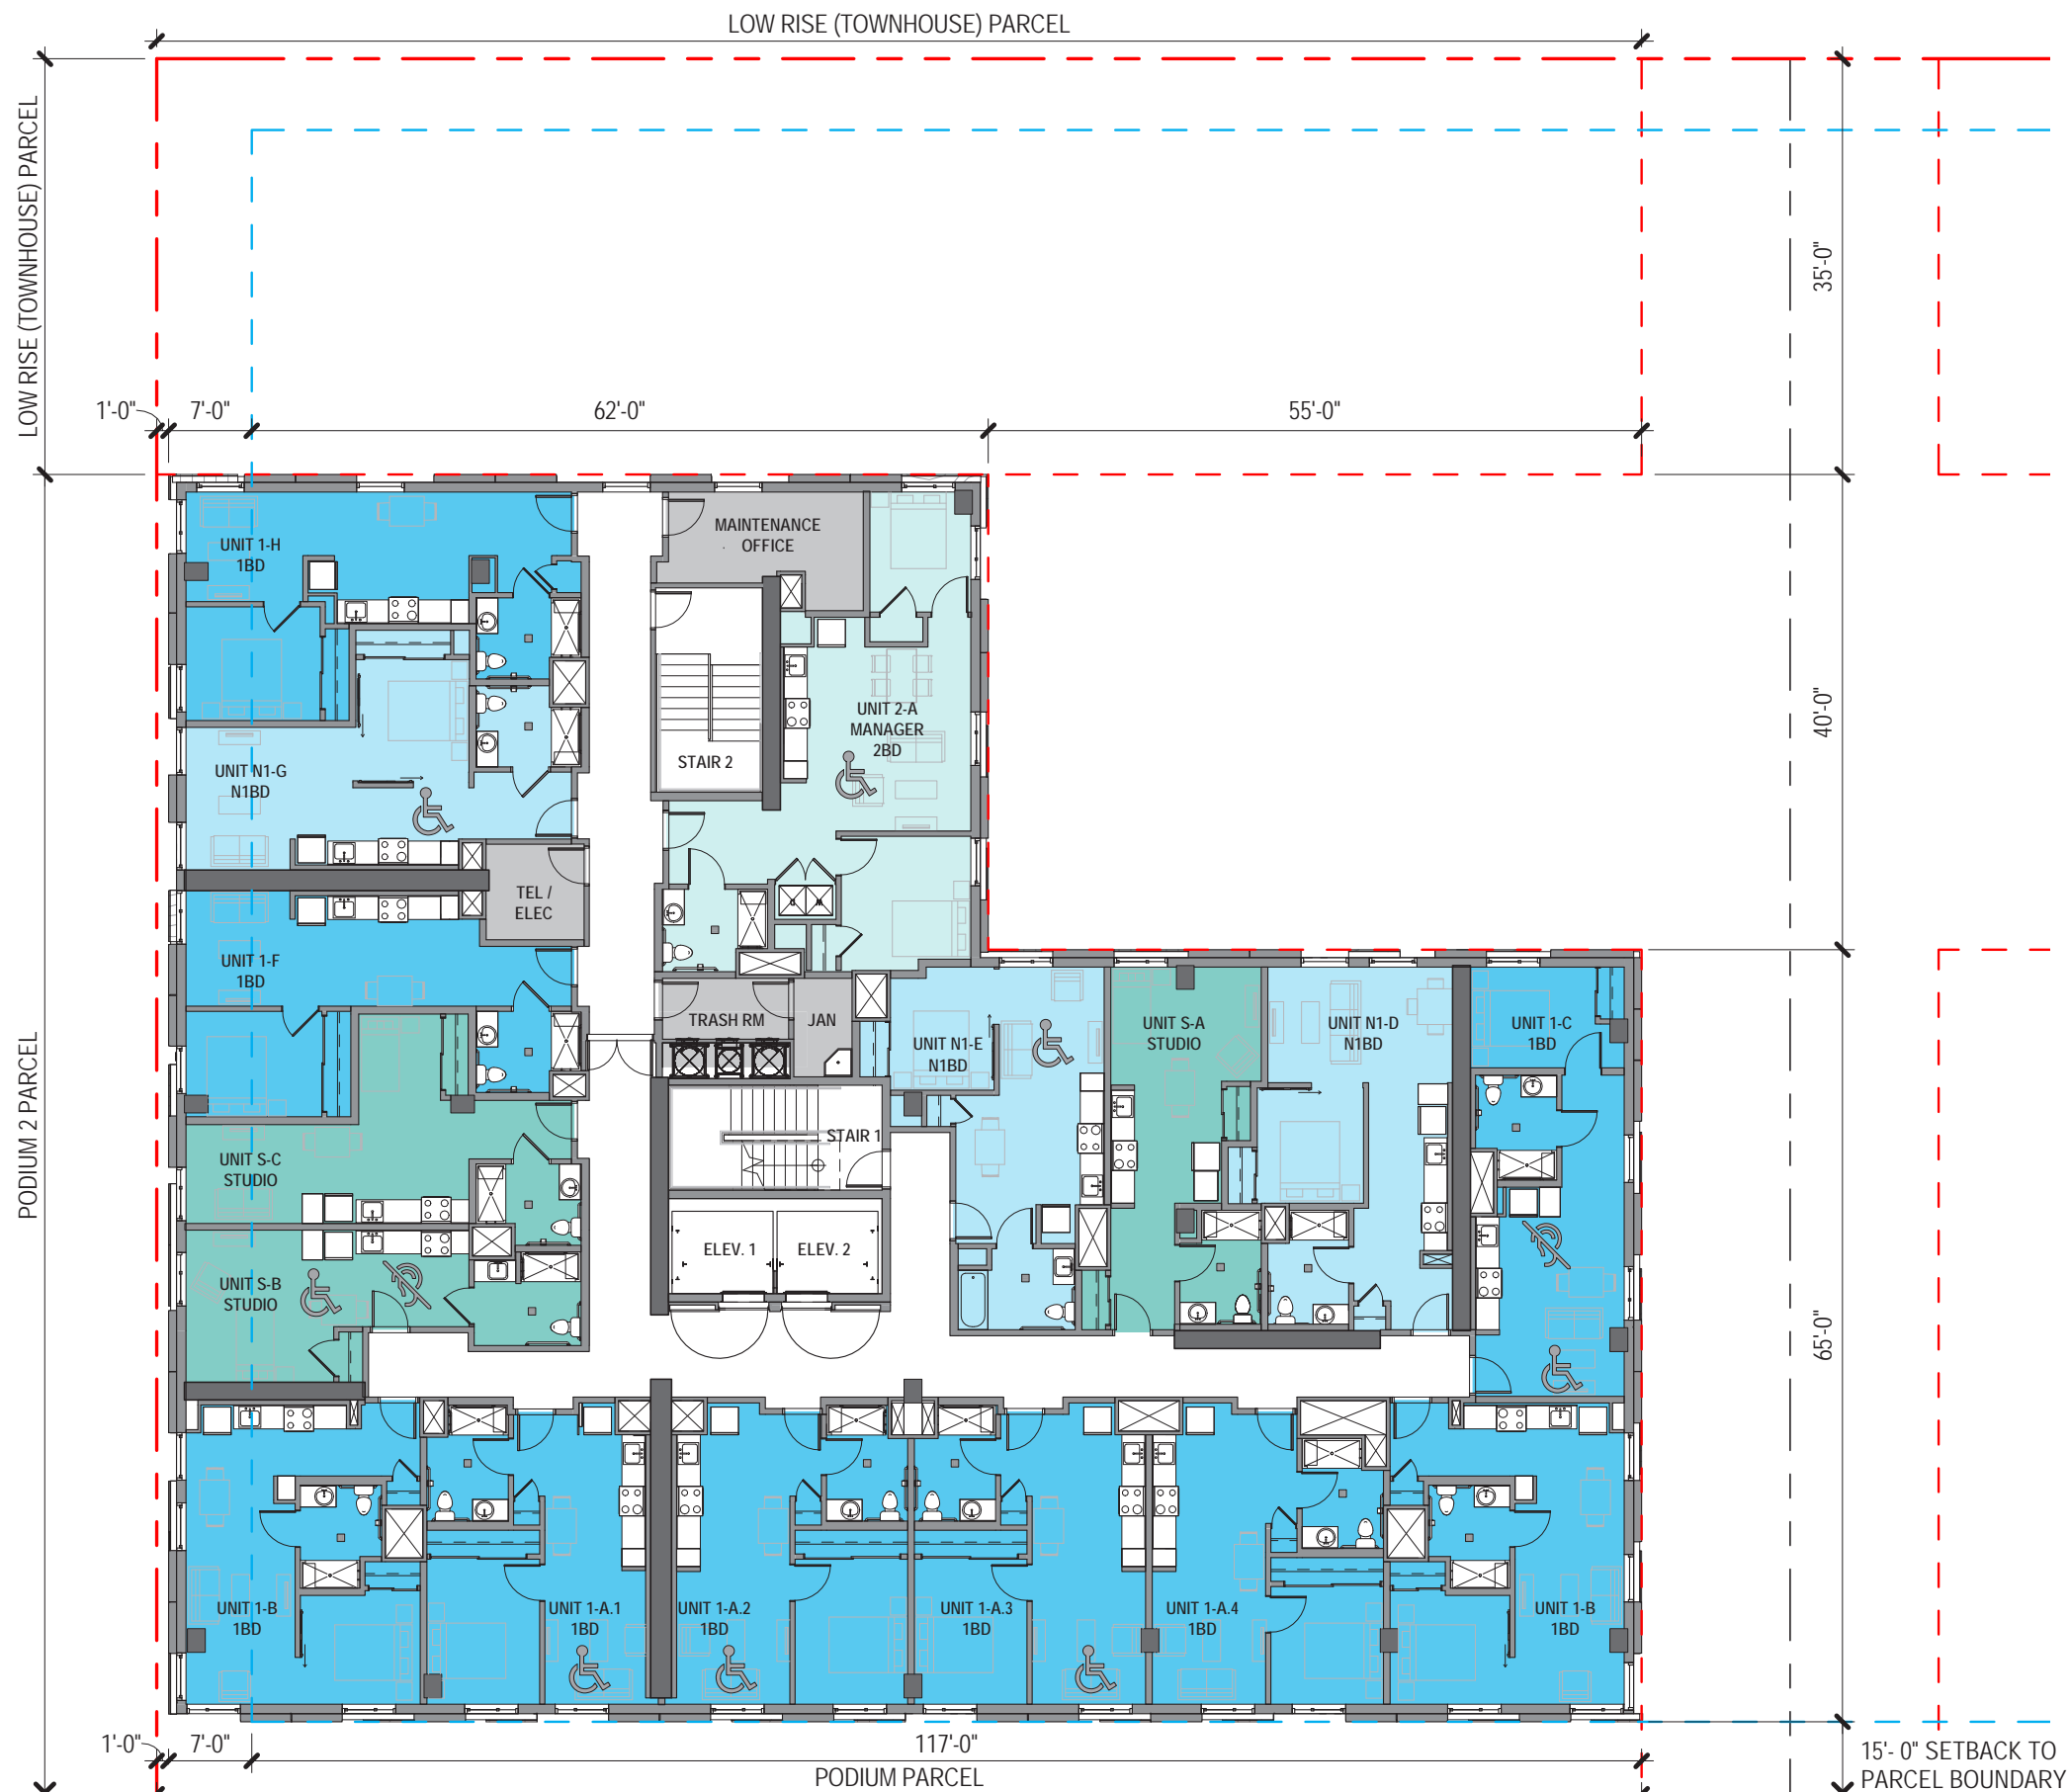 LOW RISE (TOWNHOUSE) PARCEL
LOW RISE (TOWNHOUSE) PARCEL
35'-0"
1'-0"
7'-0"
62'-0"
55'-0"
MAINTENANCE
OFFICE
UNIT 1-H
1BD
UNIT 2-A
MANAGER
2BD
40'-0"
STAIR 2
UNIT N1-G
N1BD
TEL /
ELEC
D
W
UNIT 1-F
1BD
TRASH RM
JAN
UNIT N1-E
N1BD
UNIT S-A
STUDIO
UNIT N1-D
N1BD
UNIT 1-C
1BD
PODIUM 2 PARCEL
STAIR 1
UNIT S-C
STUDIO
ELEV. 1
ELEV. 2
UNIT S-B
STUDIO
65'-0"
UNIT 1-B
1BD
UNIT 1-A.1
1BD
UNIT 1-A.2
1BD
UNIT 1-A.3
1BD
UNIT 1-A.4
1BD
UNIT 1-B
1BD
1'-0"
7'-0"
117'-0"
PODIUM PARCEL
15'- 0" SETBACK TO
PARCEL BOUNDARY